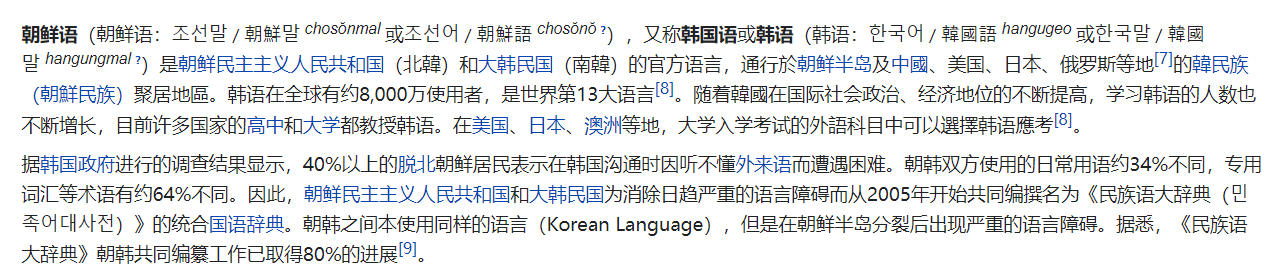 朝鲜语（朝鲜语：조선말 / 朝鮮말 chosŏnmal 或조선어 / 朝鮮語 chosŏnŏ ?），又称韩国语或韩语（韩语：한국어 / 韓國語 hangugeo 或한국말 / 韓國
말 hangungmal ?）是朝鲜民主主义人民共和国（北韓）和大韩民国（南韓）的官方语言，通行於朝鲜半岛及中國、美国、日本、俄罗斯等地[7]的韓民族
（朝鮮民族）聚居地區。韩语在全球有约8,000万使用者，是世界第13大语言[8]。随着韓國在国际社会政治、经济地位的不断提高，学习韩语的人数也
不断增长，目前许多国家的高中和大学都教授韩语。在美国、日本、澳洲等地，大学入学考试的外語科目中可以選擇韩语應考[8]。
据韩国政府进行的调查结果显示，40%以上的脱北朝鲜居民表示在韩国沟通时因听不懂外来语而遭遇困难。朝韩双方使用的日常用语约34%不同，专用
词汇等术语有约64%不同。因此，朝鲜民主主义人民共和国和大韩民国为消除日趋严重的语言障碍而从2005年开始共同编撰名为《民族语大辞典（민
족어대사전）》的统合国语辞典。朝韩之间本使用同样的语言（Korean Language），但是在朝鲜半岛分裂后出现严重的语言障碍。据悉，《民族语
大辞典》朝韩共同编纂工作已取得80%的进展[9]。